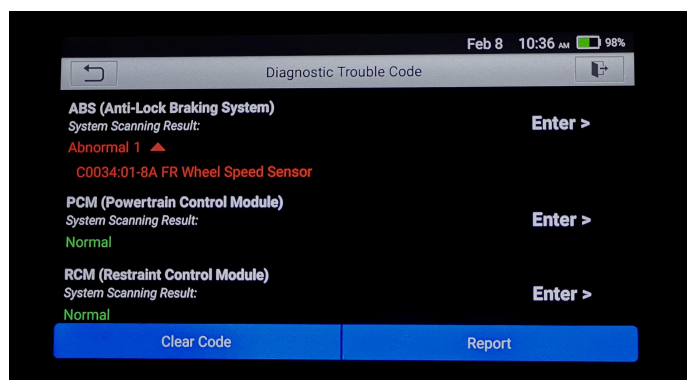 Feb 8 10:36 AM 98%
Diagnostic Trouble Code
ABS (Anti-Lock Braking System)
System Scanning Result:
Enter >
Abnormal 1
C0034:01-8A FR Wheel Speed Sensor
PCM (Powertrain Control Module)
System Scanning Result:
Enter >
Normal
RCM (Restraint Control Module)
System Scanning Result:
Enter >
Normal
Clear Code
Report